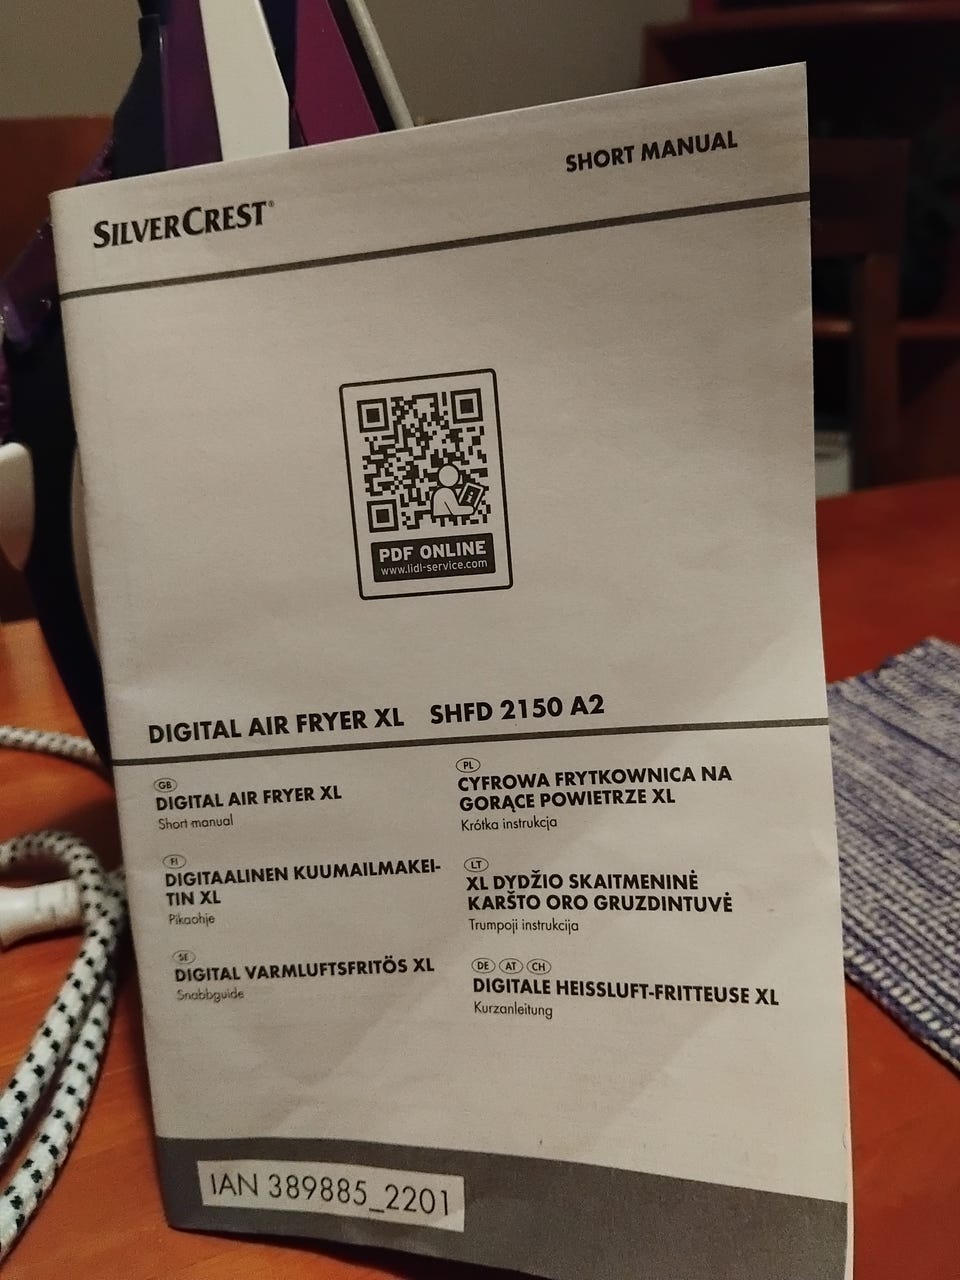 SHORT MANUAL
SILVERCREST®
PDF ONLINE
www.lidl-service.com
DIGITAL AIR FRYER XL SHFD 2150 A2
GB
DIGITAL AIR FRYER XL
Short manual
FI
DIGITAALINEN KUUMAILMAKEI-
TIN XL
Pikaohje
SE
DIGITAL VARMLUFTSFRITÖS XL
Snabbguide
PL
CYFROWA FRYTKOWNICA NA
GORĄCE POWIETRZE XL
Krótka instrukcja
LT
XL DYDŽIO SKAITMENINĖ
KARŠTO ORO GRUZDINTUVĖ
Trumpoji instrukcija
DE AT CH
DIGITALE HEISSLUFT-FRITTEUSE XL
Kurzanleitung
IAN 389885_2201